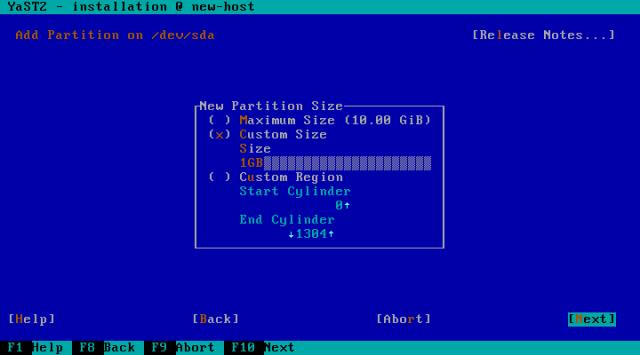 YaST2 - installation @ new-host
Add Partition on /dev/sda [Release Notes...]
New Partition Size
( ) Maximum Size (10.00 GiB)
(x) Custom Size
Size
1GB
( ) Custom Region
Start Cylinder
0↑
End Cylinder
↓1304↑
[Help] [Back] [Abort] [Next]
F1 Help F8 Back F9 Abort F10 Next